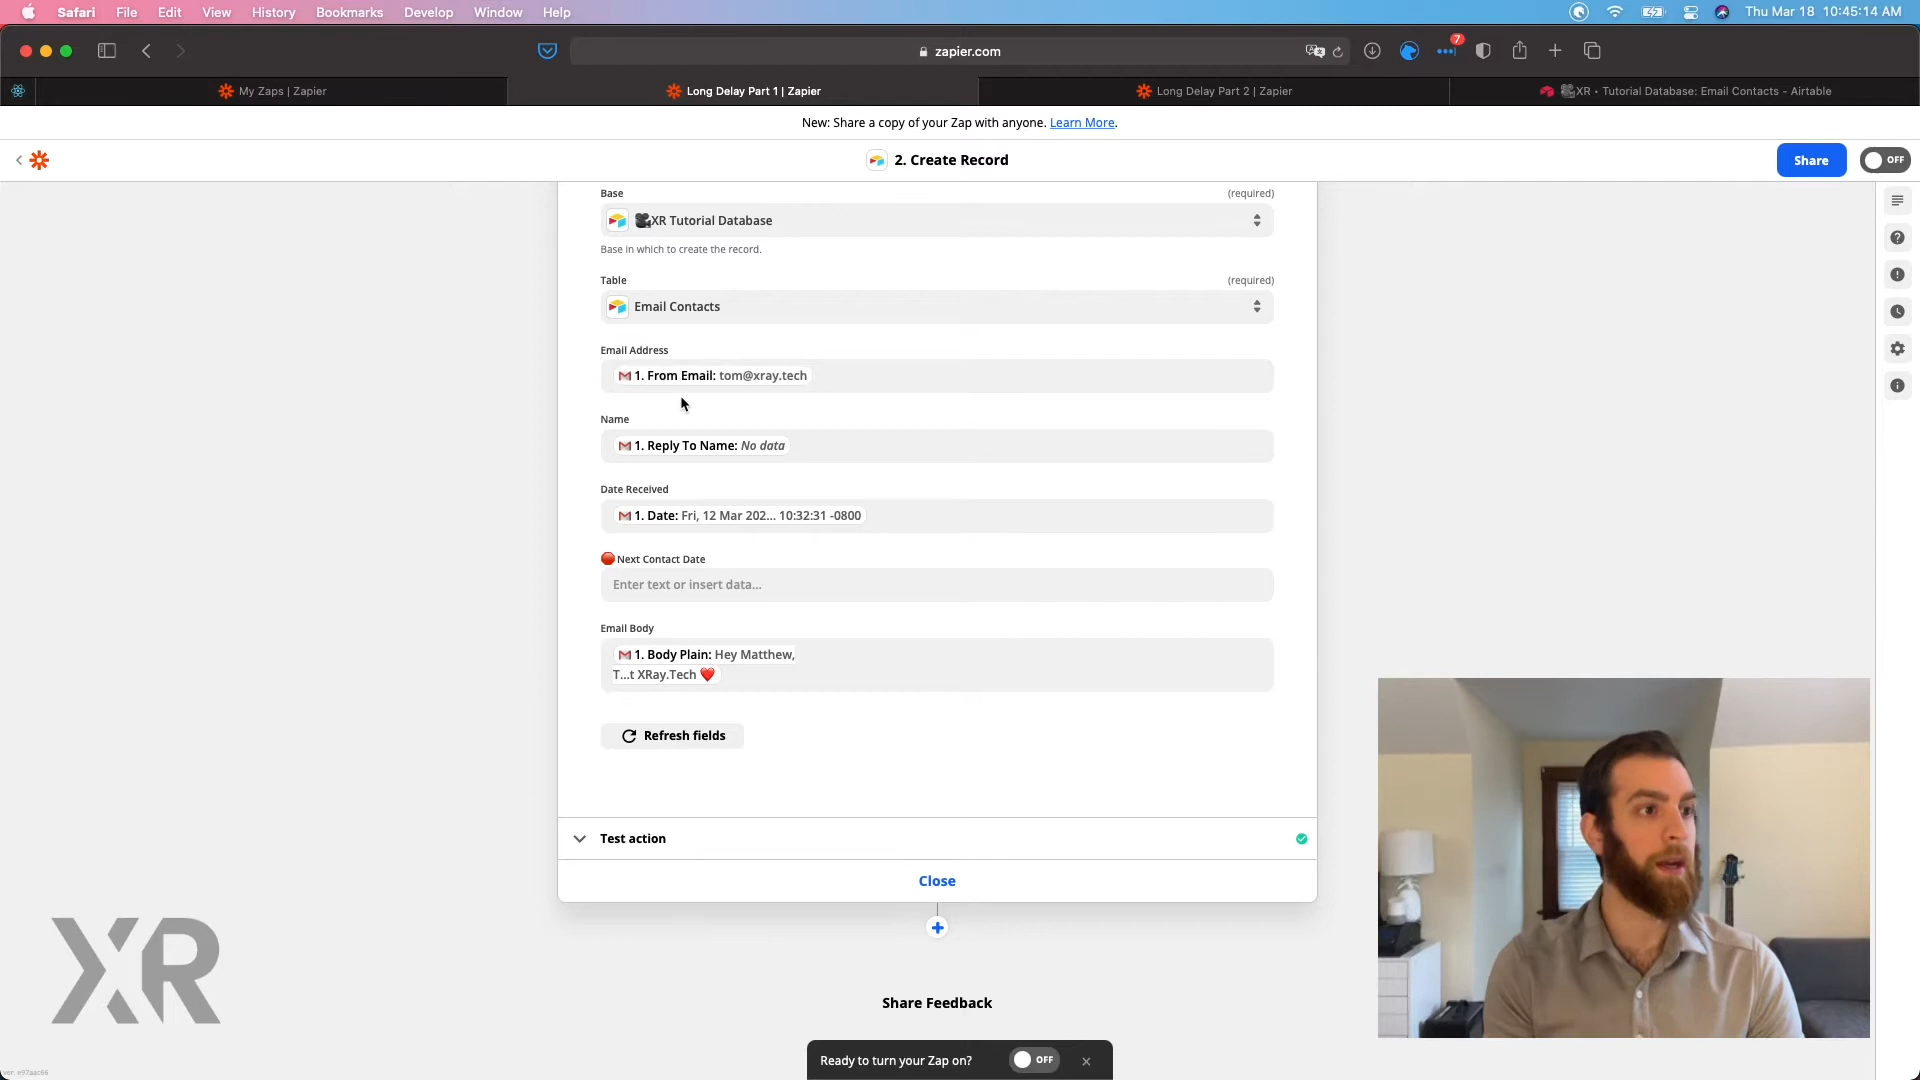 Safari File Edit View History Bookmarks Develop Window Help Thu Mar 18 10:45:14 AM
zapier.com
7
My Zaps | Zapier
Long Delay Part 1 | Zapier
Long Delay Part 2 | Zapier
XR • Tutorial Database: Email Contacts - Airtable
New: Share a copy of your Zap with anyone. Learn More.
2. Create Record
Share
OFF
Base (required)
XR Tutorial Database
Base in which to create the record.
Table (required)
Email Contacts
Email Address
1. From Email: tom@xray.tech
Name
1. Reply To Name: No data
Date Received
1. Date: Fri, 12 Mar 202... 10:32:31 -0800
Next Contact Date
Enter text or insert data...
Email Body
1. Body Plain: Hey Matthew,
T...t XRay.Tech ❤️
Refresh fields
Test action
Close
XR
Share Feedback
Ready to turn your Zap on? OFF
ver. e97aac66